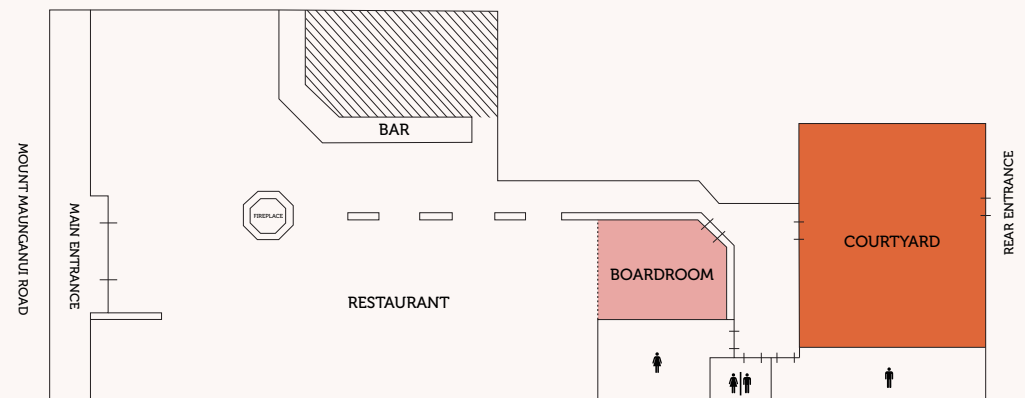 MOUNT MAUNGANUI ROAD
MAIN ENTRANCE
BAR
FIREPLACE
RESTAURANT
BOARDROOM
COURTYARD
REAR ENTRANCE